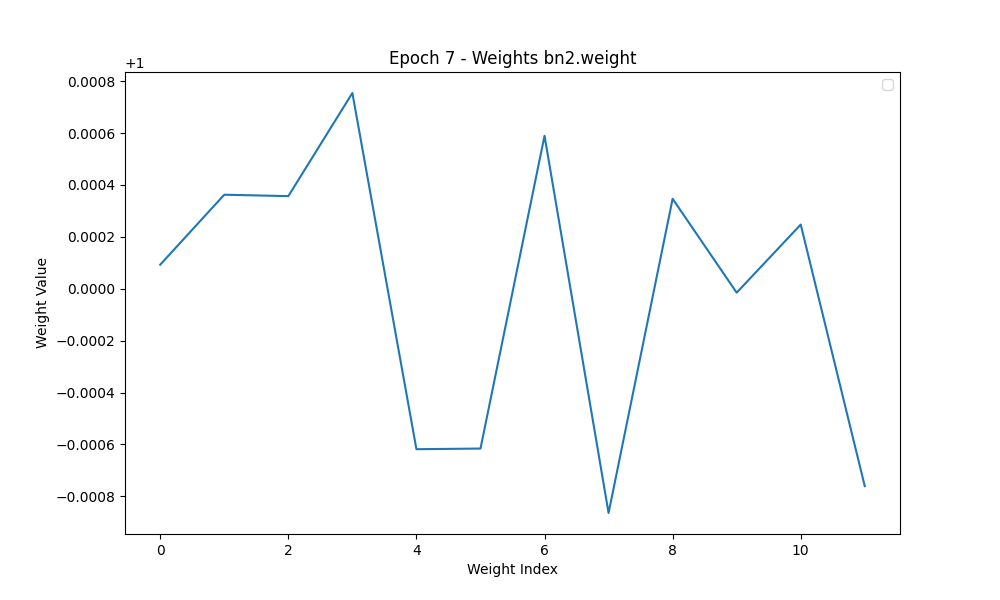 Epoch 7 - Weights bn2.weight
+1
0.0008
0.0006
0.0004
0.0002
0.0000
−0.0002
−0.0004
−0.0006
−0.0008
Weight Value
0 2 4 6 8 10
Weight Index